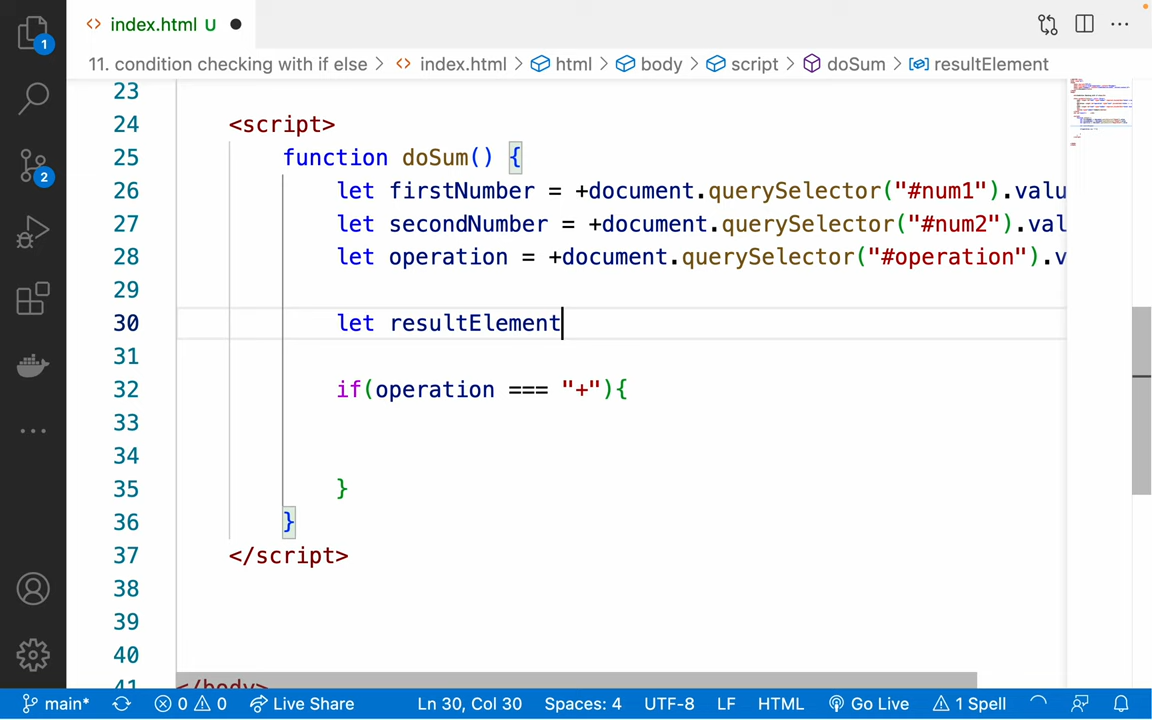 index.html U
11. condition checking with if else > index.html > html > body > script > doSum > resultElement
1
2
23
24 <script>
25 function doSum() {
26 let firstNumber = +document.querySelector("#num1").valu
27 let secondNumber = +document.querySelector("#num2").val
28 let operation = +document.querySelector("#operation").v
29
30 let resultElement
31
32 if(operation === "+"){
33
34
35 }
36 }
37 </script>
38
39
40
41 </body>
main* 0 0 Live Share Ln 30, Col 30 Spaces: 4 UTF-8 LF HTML Go Live 1 Spell